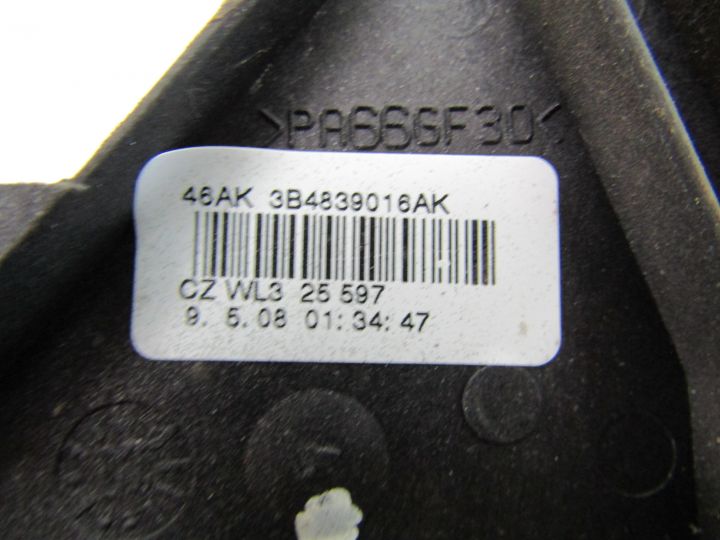 >PA66GF30<
46AK 3B4839016AK
CZ WL3 25 597
9. 5.08 01:34:47